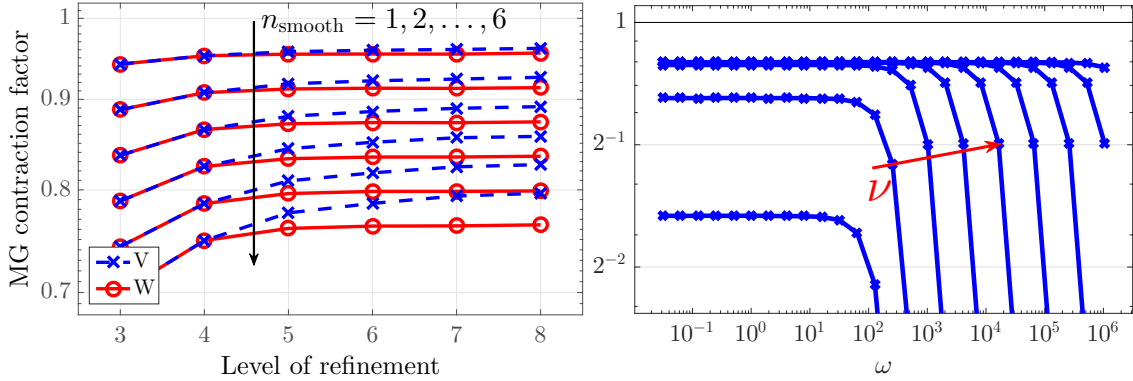 MG contraction factor
1
0.9
0.8
0.7
n_smooth = 1, 2, . . . , 6
V
W
3 4 5 6 7 8
Level of refinement
1
2^−1
2^−2
ν
10^−1 10^0 10^1 10^2 10^3 10^4 10^5 10^6
ω